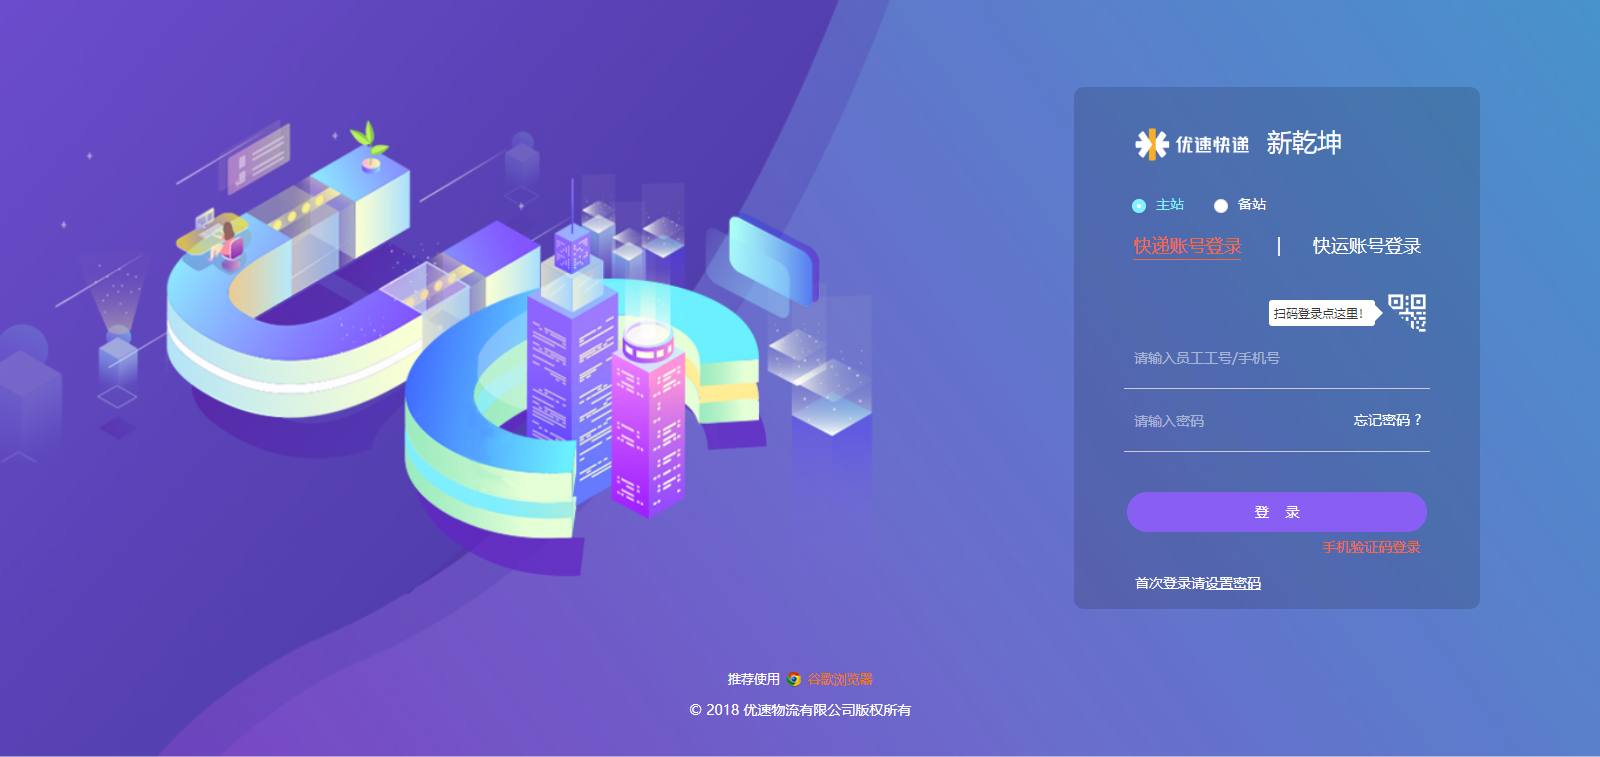 优速快递 新乾坤
主站 备站
快递账号登录 | 快运账号登录
扫码登录点这里!
请输入员工工号/手机号
请输入密码 忘记密码 ?
登 录
手机验证码登录
首次登录请设置密码
推荐使用 谷歌浏览器
© 2018 优速物流有限公司版权所有